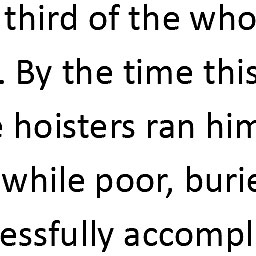 third of the who
. By the time this
hoisters ran him
while poor, burie
essfully accompl